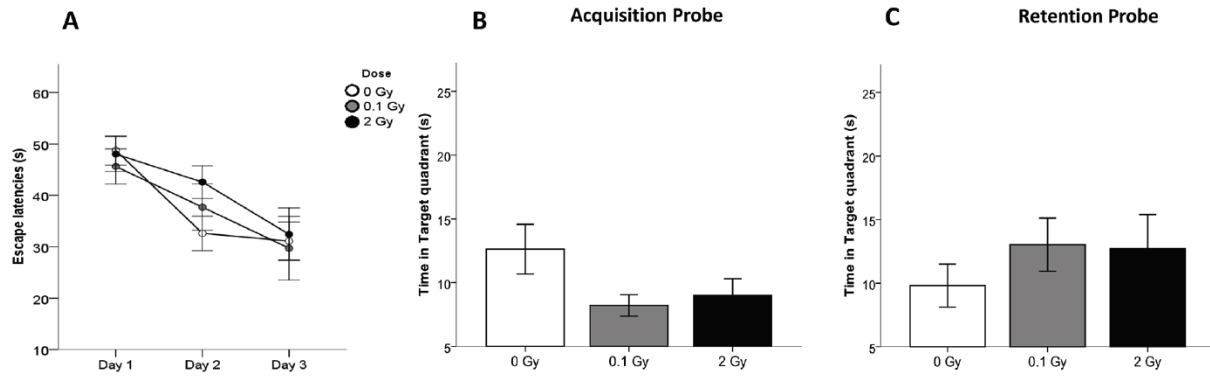 A
Escape latencies (s)
60
50
40
30
20
10
Day 1 Day 2 Day 3
Dose
0 Gy
0.1 Gy
2 Gy
B Acquisition Probe
Time in Target quadrant (s)
25
20
15
10
5
0 Gy 0.1 Gy 2 Gy
C Retention Probe
Time in Target quadrant (s)
25
20
15
10
5
0 Gy 0.1 Gy 2 Gy